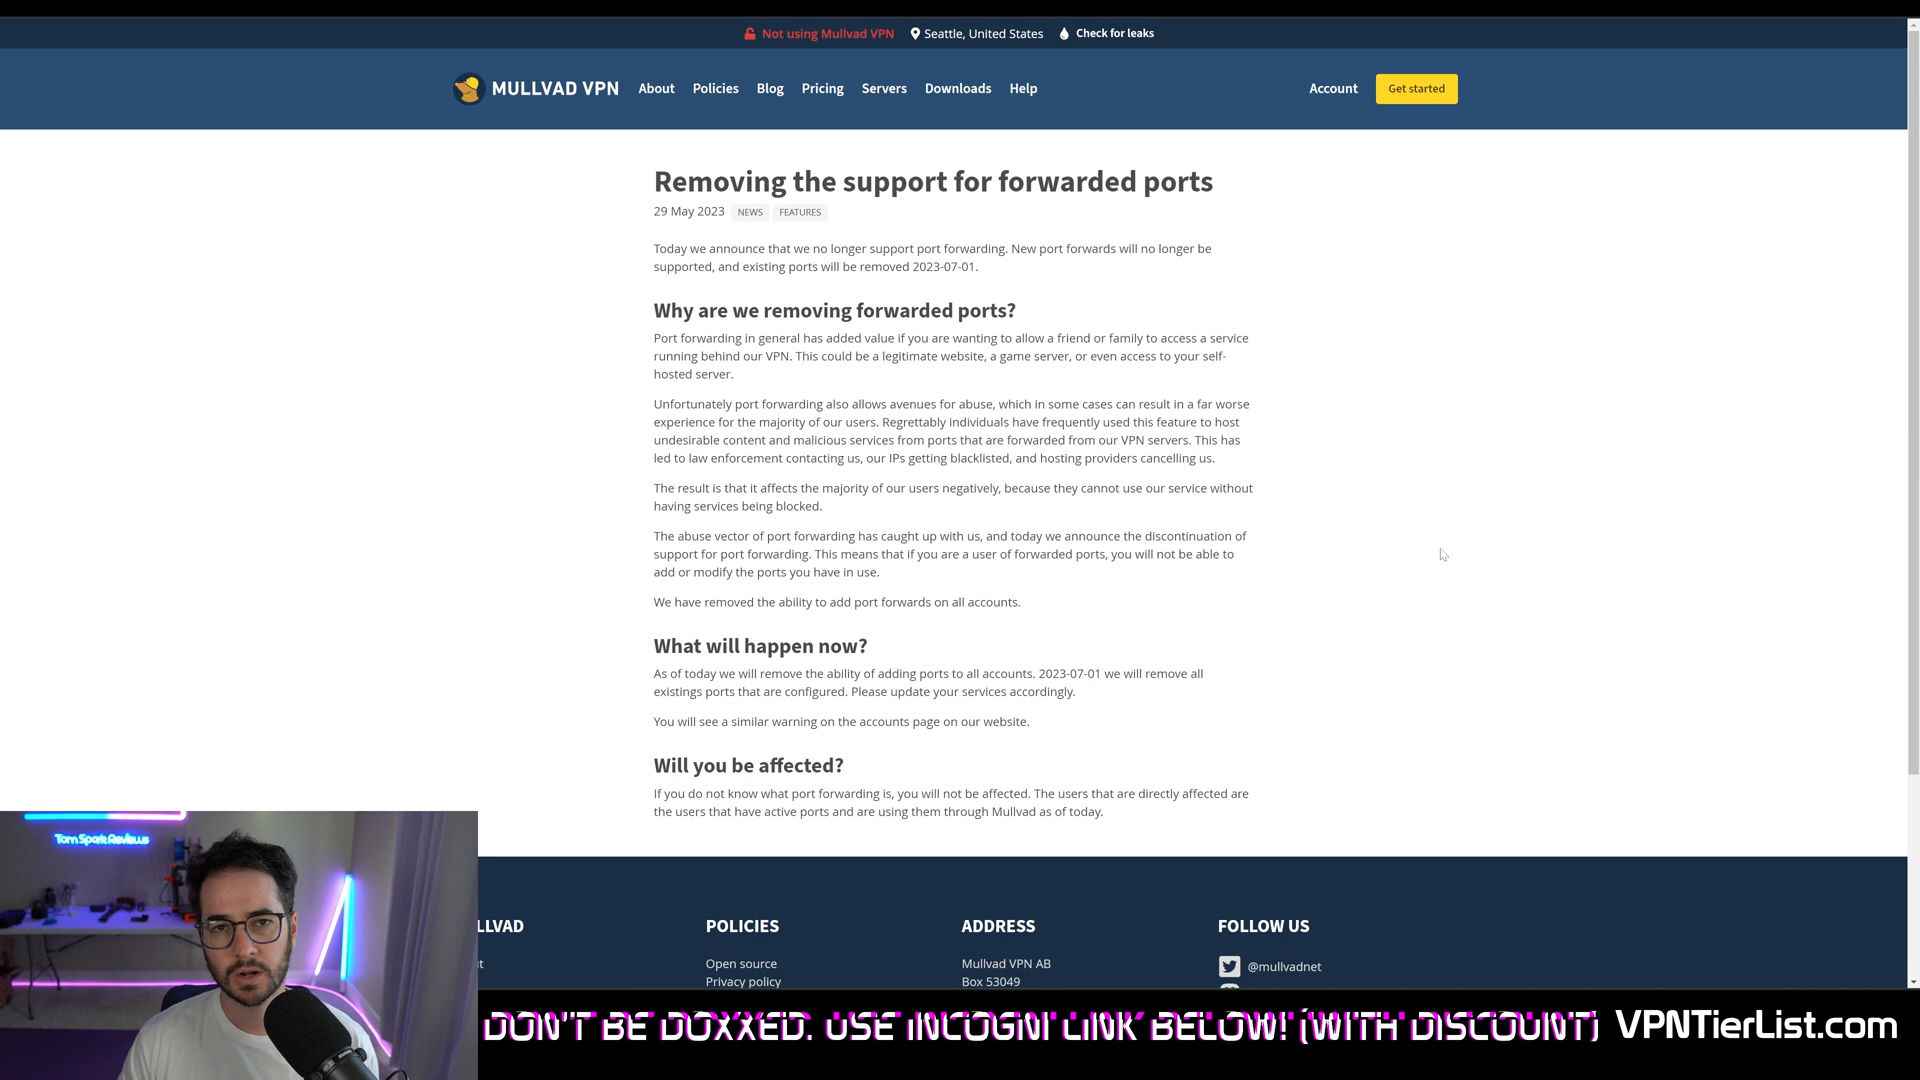 Not using Mullvad VPN Seattle, United States Check for leaks
MULLVAD VPN About Policies Blog Pricing Servers Downloads Help Account Get started
Removing the support for forwarded ports
29 May 2023 NEWS FEATURES
Today we announce that we no longer support port forwarding. New port forwards will no longer be
supported, and existing ports will be removed 2023-07-01.
Why are we removing forwarded ports?
Port forwarding in general has added value if you are wanting to allow a friend or family to access a service
running behind our VPN. This could be a legitimate website, a game server, or even access to your self-
hosted server.
Unfortunately port forwarding also allows avenues for abuse, which in some cases can result in a far worse
experience for the majority of our users. Regrettably individuals have frequently used this feature to host
undesirable content and malicious services from ports that are forwarded from our VPN servers. This has
led to law enforcement contacting us, our IPs getting blacklisted, and hosting providers cancelling us.
The result is that it affects the majority of our users negatively, because they cannot use our service without
having services being blocked.
The abuse vector of port forwarding has caught up with us, and today we announce the discontinuation of
support for port forwarding. This means that if you are a user of forwarded ports, you will not be able to
add or modify the ports you have in use.
We have removed the ability to add port forwards on all accounts.
What will happen now?
As of today we will remove the ability of adding ports to all accounts. 2023-07-01 we will remove all
existings ports that are configured. Please update your services accordingly.
You will see a similar warning on the accounts page on our website.
Will you be affected?
If you do not know what port forwarding is, you will not be affected. The users that are directly affected are
the users that have active ports and are using them through Mullvad as of today.
Tom Spark Reviews
LLVAD POLICIES ADDRESS FOLLOW US
Open source Mullvad VPN AB @mullvadnet
Privacy policy Box 53049
DON'T BE DOXXED. USE INCOGNI LINK BELOW! (WITH DISCOUNT) VPNTierList.com